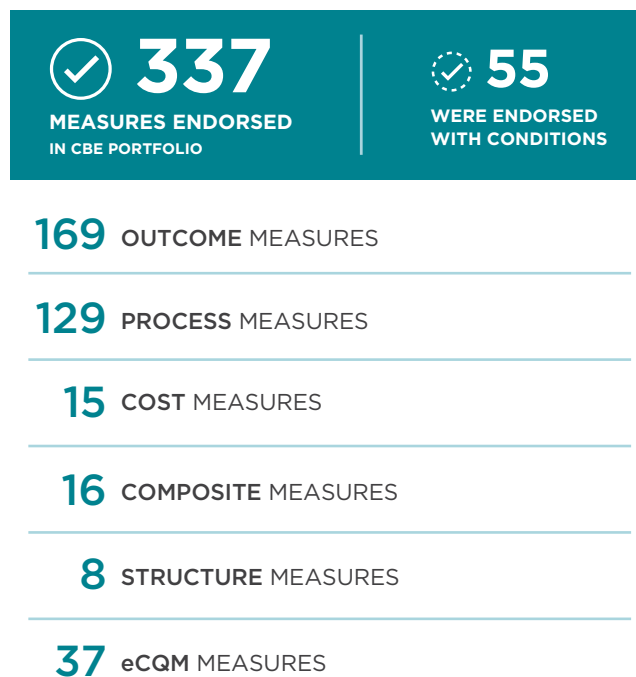 337
MEASURES ENDORSED
IN CBE PORTFOLIO
55
WERE ENDORSED
WITH CONDITIONS
169 OUTCOME MEASURES
129 PROCESS MEASURES
15 COST MEASURES
16 COMPOSITE MEASURES
8 STRUCTURE MEASURES
37 eCQM MEASURES